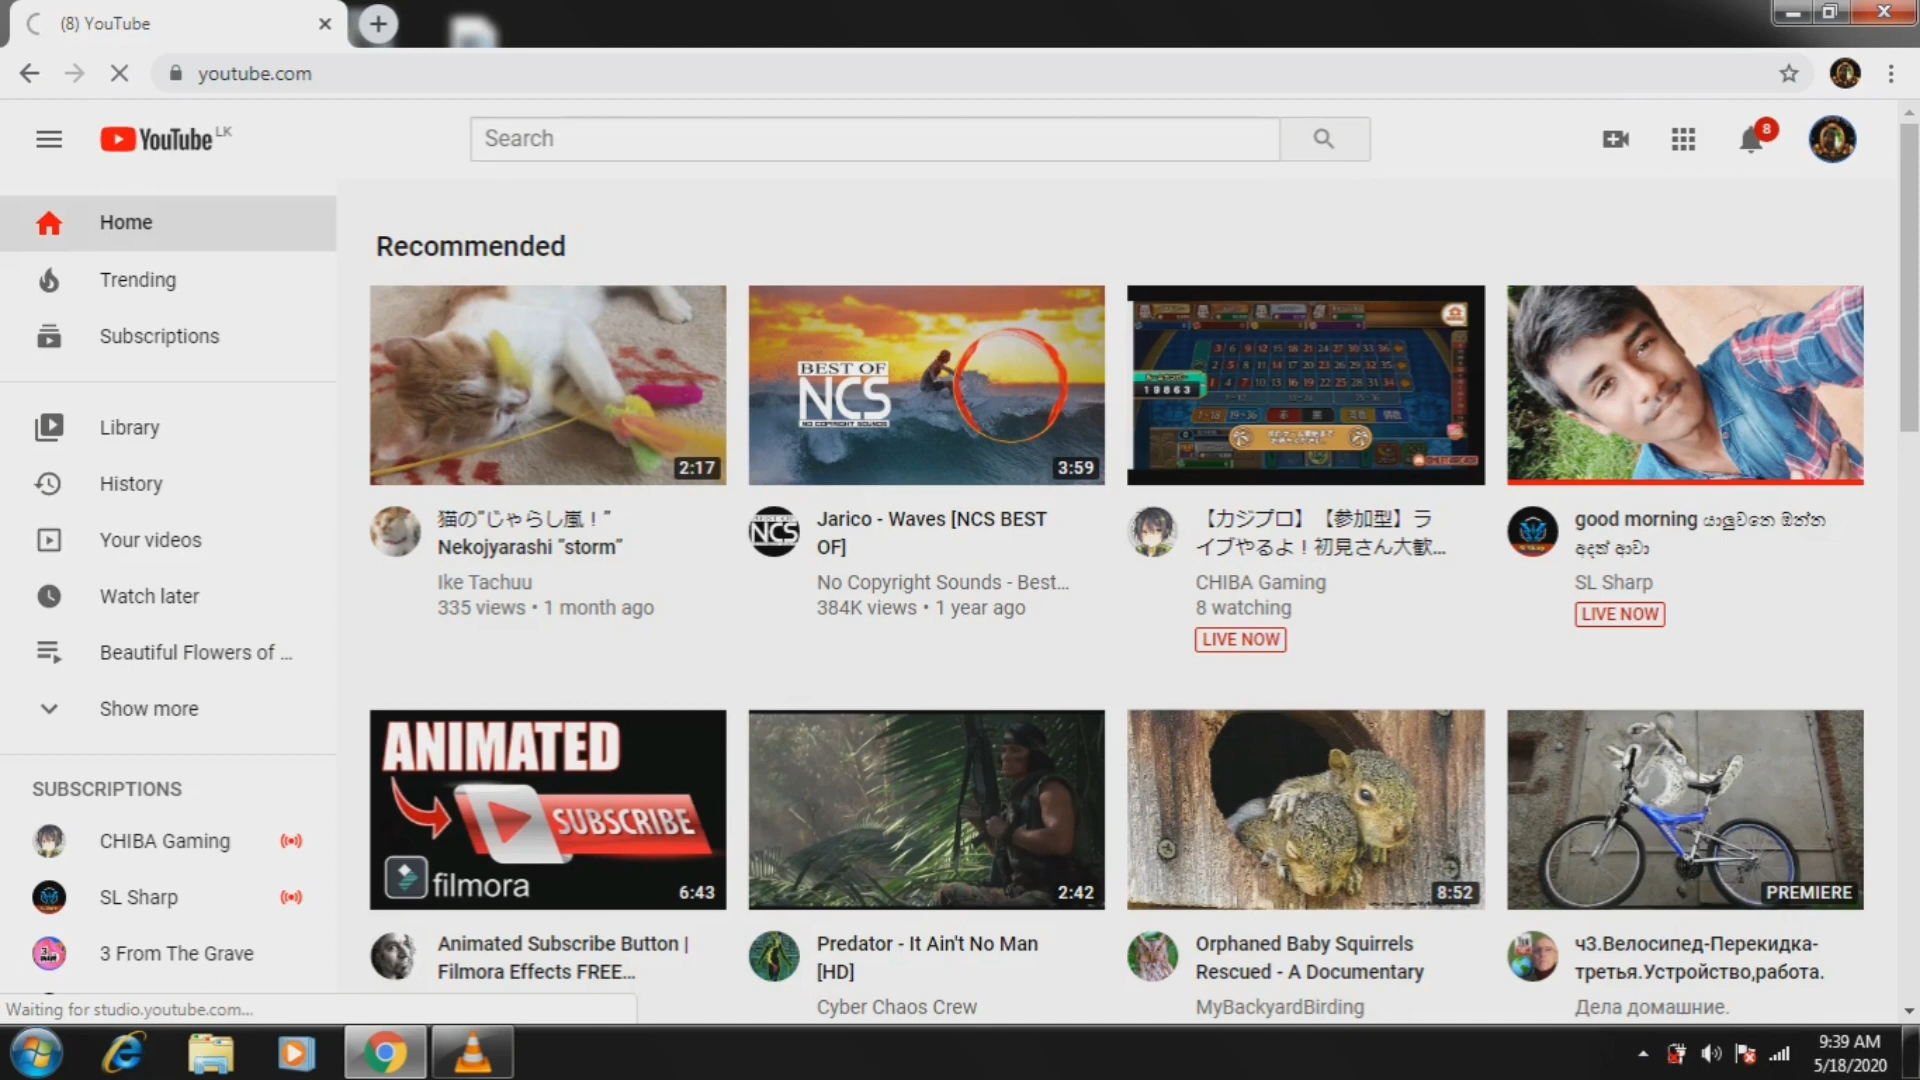 (8) YouTube
youtube.com
YouTube LK
Search
8
Home
Trending
Subscriptions
Library
History
Your videos
Watch later
Beautiful Flowers of ...
Show more
SUBSCRIPTIONS
CHIBA Gaming
SL Sharp
3 From The Grave
Recommended
2:17
BEST OF
NCS
NO COPYRIGHT SOUNDS
3:59
19863
猫の”じゃらし嵐！”
Nekojyarashi ”storm”
Ike Tachuu
335 views • 1 month ago
Jarico - Waves [NCS BEST
OF]
No Copyright Sounds - Best...
384K views • 1 year ago
【カジプロ】【参加型】ラ
イブやるよ！初見さん大歓...
CHIBA Gaming
8 watching
LIVE NOW
good morning යාලුවනෙ ඔන්න
අදත් ආවා
SL Sharp
LIVE NOW
ANIMATED
SUBSCRIBE
filmora
6:43
2:42
8:52
PREMIERE
Animated Subscribe Button |
Filmora Effects FREE...
Predator - It Ain't No Man
[HD]
Cyber Chaos Crew
Orphaned Baby Squirrels
Rescued - A Documentary
MyBackyardBirding
ч3.Велосипед-Перекидка-
третья.Устройство,работа.
Дела домашние.
Waiting for studio.youtube.com...
9:39 AM
5/18/2020